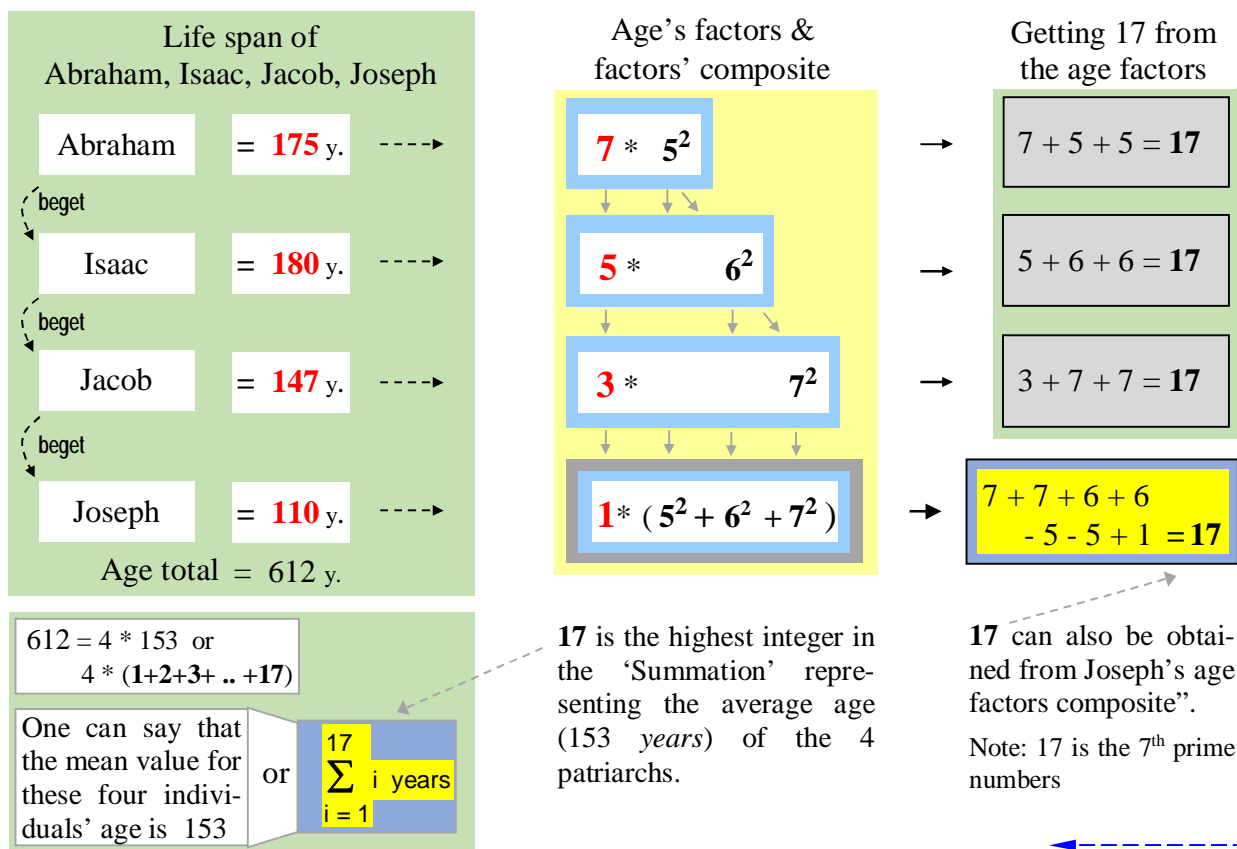 Life span of
Abraham, Isaac, Jacob, Joseph
Abraham = 175 y.
beget
Isaac = 180 y.
beget
Jacob = 147 y.
beget
Joseph = 110 y.
Age total = 612 y.
Age's factors &
factors' composite
7 * 5²
5 * 6²
3 * 7²
1* ( 5² + 6² + 7² )
Getting 17 from
the age factors
7 + 5 + 5 = 17
5 + 6 + 6 = 17
3 + 7 + 7 = 17
7 + 7 + 6 + 6
- 5 - 5 + 1 = 17
612 = 4 * 153 or
4 * (1+2+3+ .. +17)
One can say that
the mean value for
these four indivi-
duals' age is 153
or
17
∑ i years
i = 1
17 is the highest integer in
the 'Summation' repre-
senting the average age
(153 years) of the 4
patriarchs.
17 can also be obtai-
ned from Joseph's age
factors composite".
Note: 17 is the 7th prime
numbers